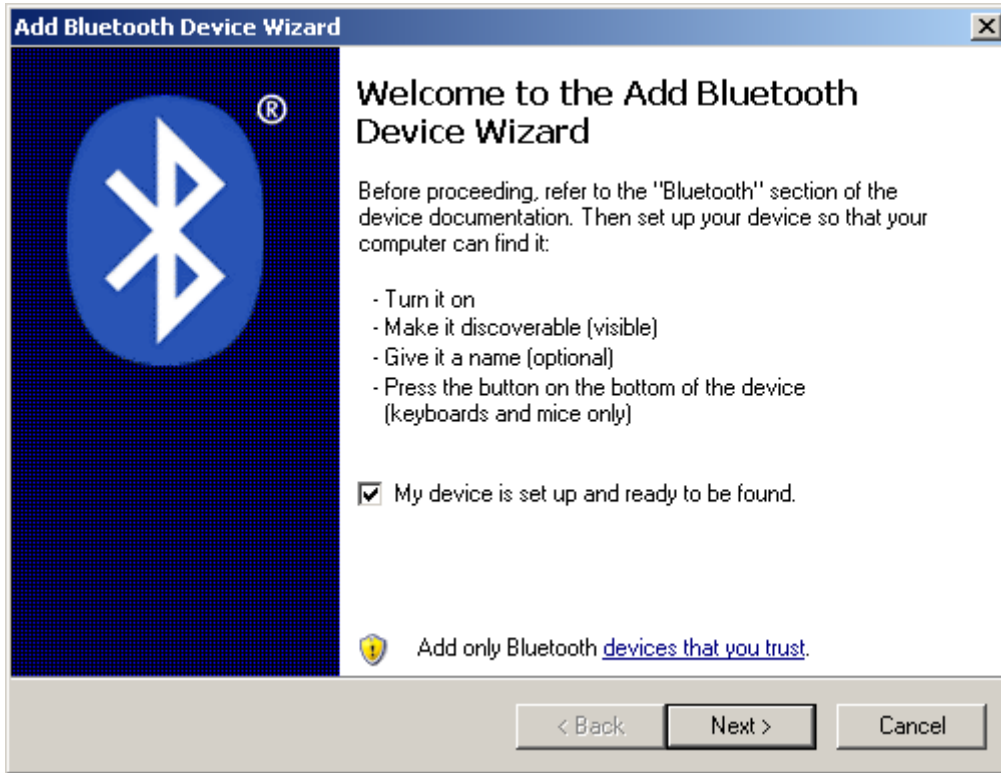 Add Bluetooth Device Wizard
®
Welcome to the Add Bluetooth
Device Wizard
Before proceeding, refer to the "Bluetooth" section of the
device documentation. Then set up your device so that your
computer can find it:
- Turn it on
- Make it discoverable (visible)
- Give it a name (optional)
- Press the button on the bottom of the device
(keyboards and mice only)
My device is set up and ready to be found.
Add only Bluetooth devices that you trust.
< Back Next > Cancel